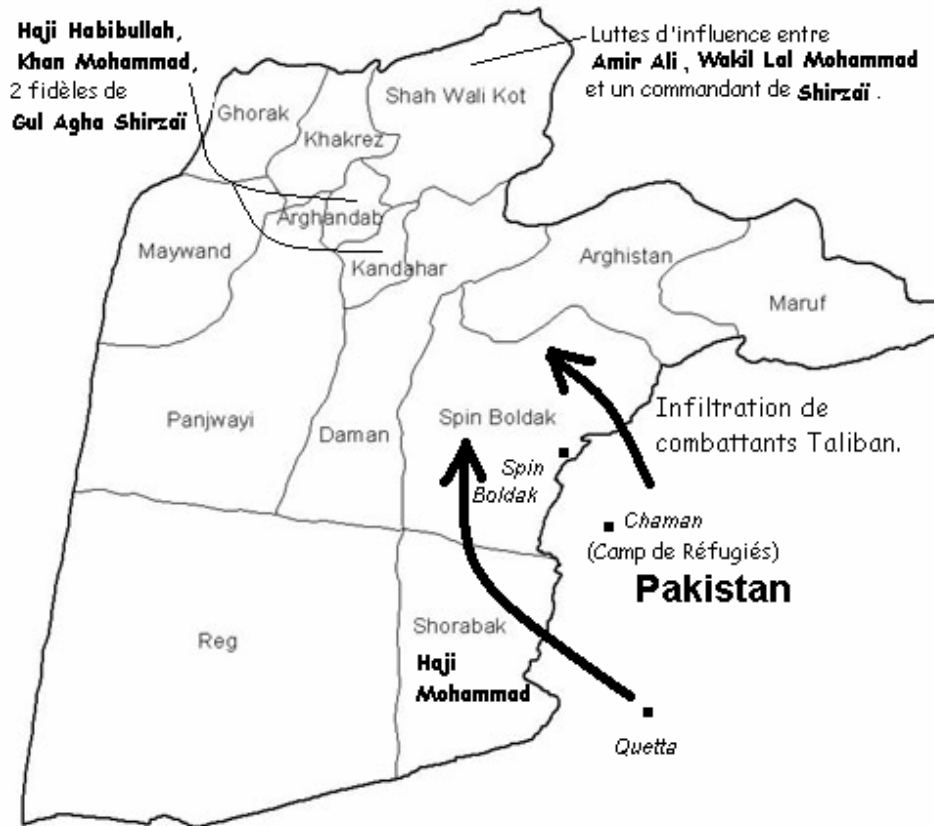 Haji Habibullah,
Khan Mohammad,
2 fidèles de
Gul Agha Shirzaï
Luttes d'influence entre
Amir Ali , Wakil Lal Mohammad
et un commandant de Shirzaï .
Ghorak
Khakrez
Shah Wali Kot
Maywand
Arghandab
Kandahar
Arghistan
Maruf
Panjwayi
Daman
Spin Boldak
Infiltration de
combattants Taliban.
Spin
Boldak
Chaman
(Camp de Réfugiés)
Pakistan
Reg
Shorabak
Haji
Mohammad
Quetta